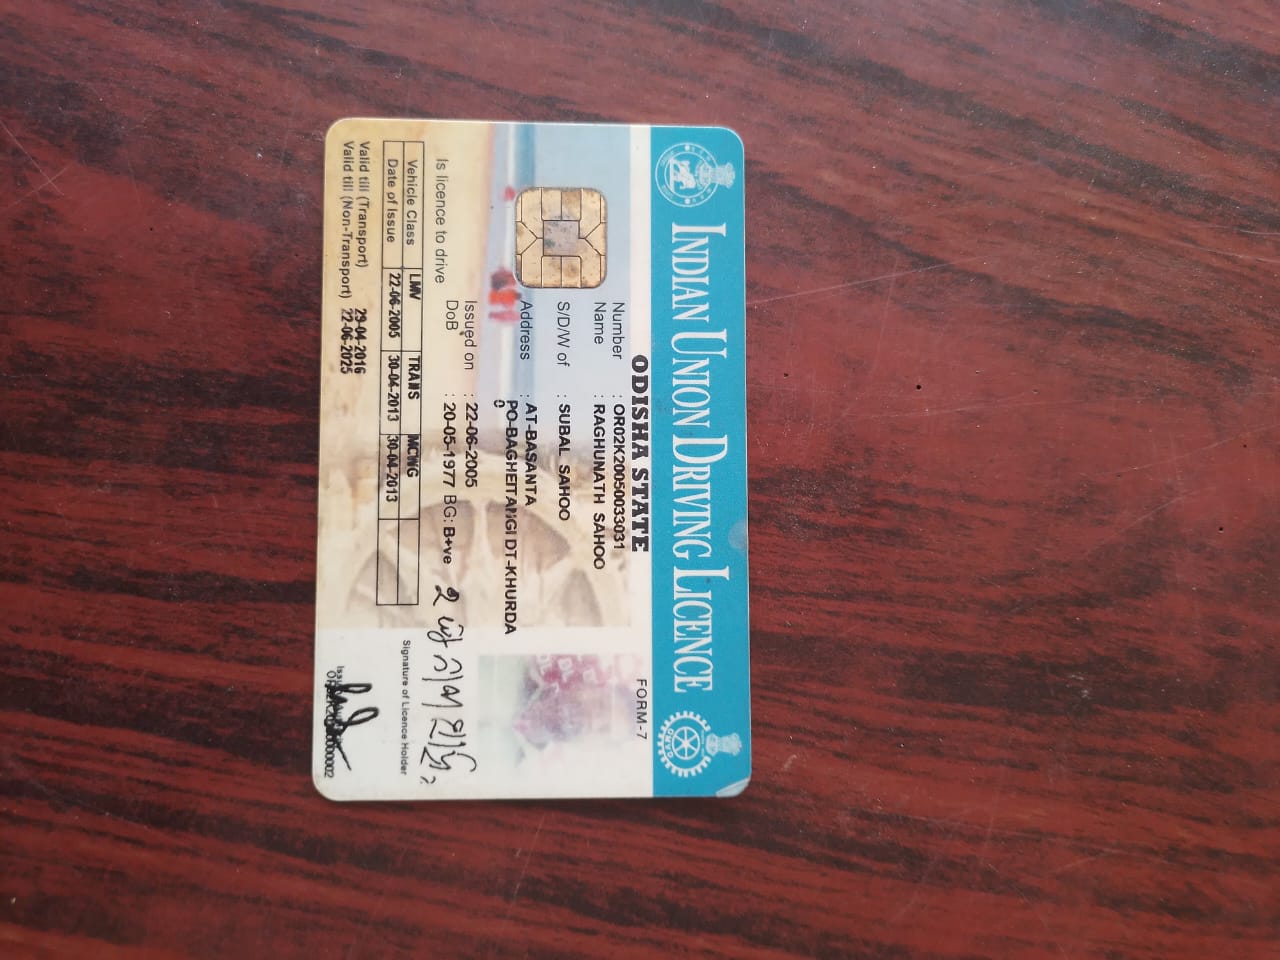 INDIAN UNION DRIVING LICENCE
ODISHA STATE
FORM-7
Number : OR02K20050033031
Name : RAGHUNATH SAHOO
S/D/W of : SUBAL SAHOO
Address : AT-BASANTA
PO-BAGHEITANGI DT-KHURDA
0
Issued on : 22-06-2005
DoB : 20-05-1977 BG: B+ve
Is licence to drive
Vehicle Class LMV TRANS MCWG
Date of Issue 22-06-2005 30-04-2013 30-04-2013
Signature of Licence Holder
Valid till (Transport) 29-04-2016
Valid till (Non-Transport) 22-06-2025